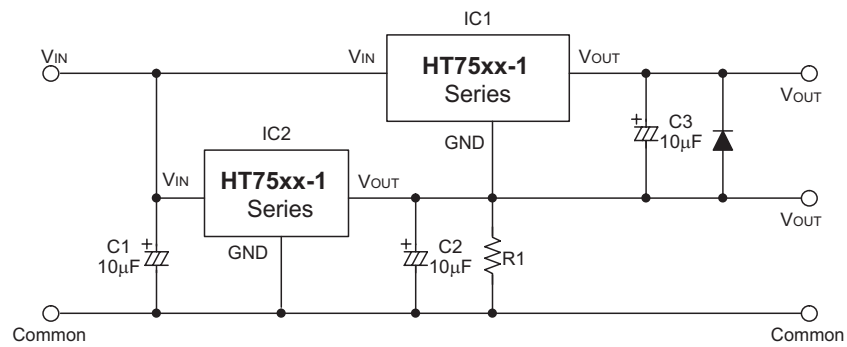 IC1
VIN
VIN
HT75xx-1
Series
VOUT
VOUT
GND
C3
10μF
IC2
VIN
HT75xx-1
Series
VOUT
VOUT
GND
C1
10μF
C2
10μF
R1
Common
Common
+
+
+